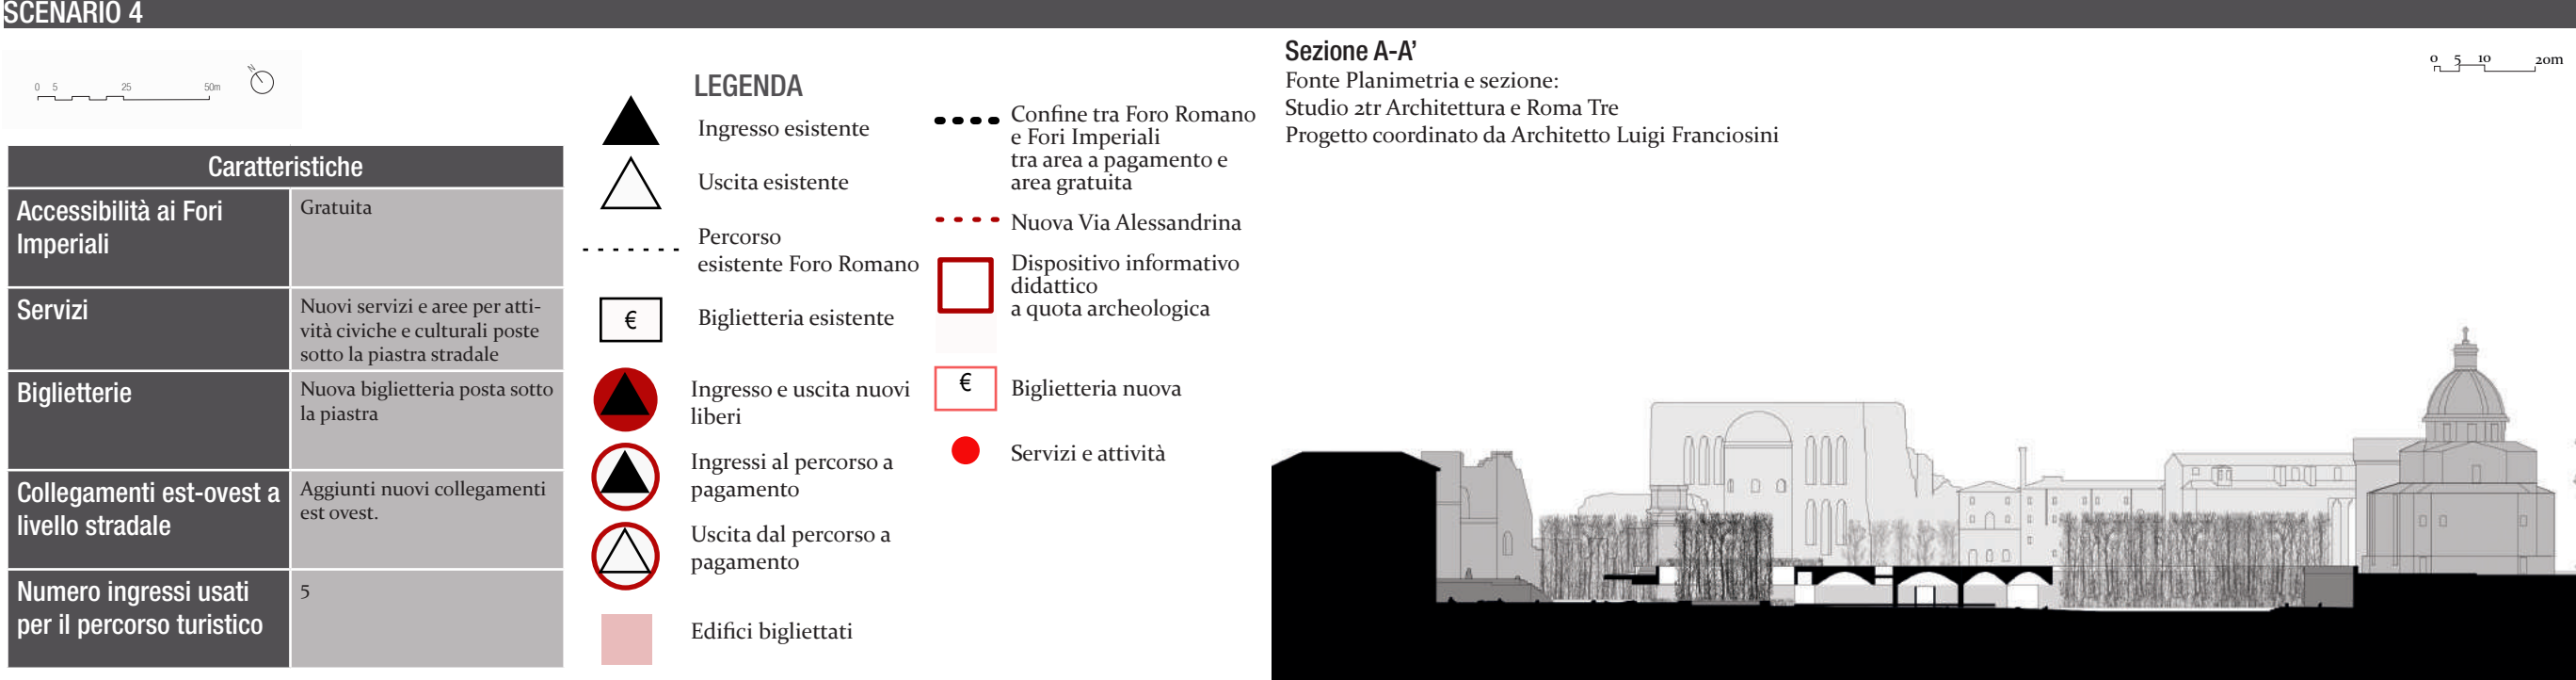 SCENARIO 4
0 5 25 50m
N
Caratteristiche
Accessibilità ai Fori
Imperiali
Gratuita
Servizi
Nuovi servizi e aree per atti-
vità civiche e culturali poste
sotto la piastra stradale
Biglietterie
Nuova biglietteria posta sotto
la piastra
Collegamenti est-ovest a
livello stradale
Aggiunti nuovi collegamenti
est ovest.
Numero ingressi usati
per il percorso turistico
5
LEGENDA
Ingresso esistente
Uscita esistente
Percorso
esistente Foro Romano
€
Biglietteria esistente
Ingresso e uscita nuovi
liberi
Ingressi al percorso a
pagamento
Uscita dal percorso a
pagamento
Edifici bigliettati
Confine tra Foro Romano
e Fori Imperiali
tra area a pagamento e
area gratuita
Nuova Via Alessandrina
Dispositivo informativo
didattico
a quota archeologica
€
Biglietteria nuova
Servizi e attività
Sezione A-A’
Fonte Planimetria e sezione:
Studio 2tr Architettura e Roma Tre
Progetto coordinato da Architetto Luigi Franciosini
0 5 10 20m